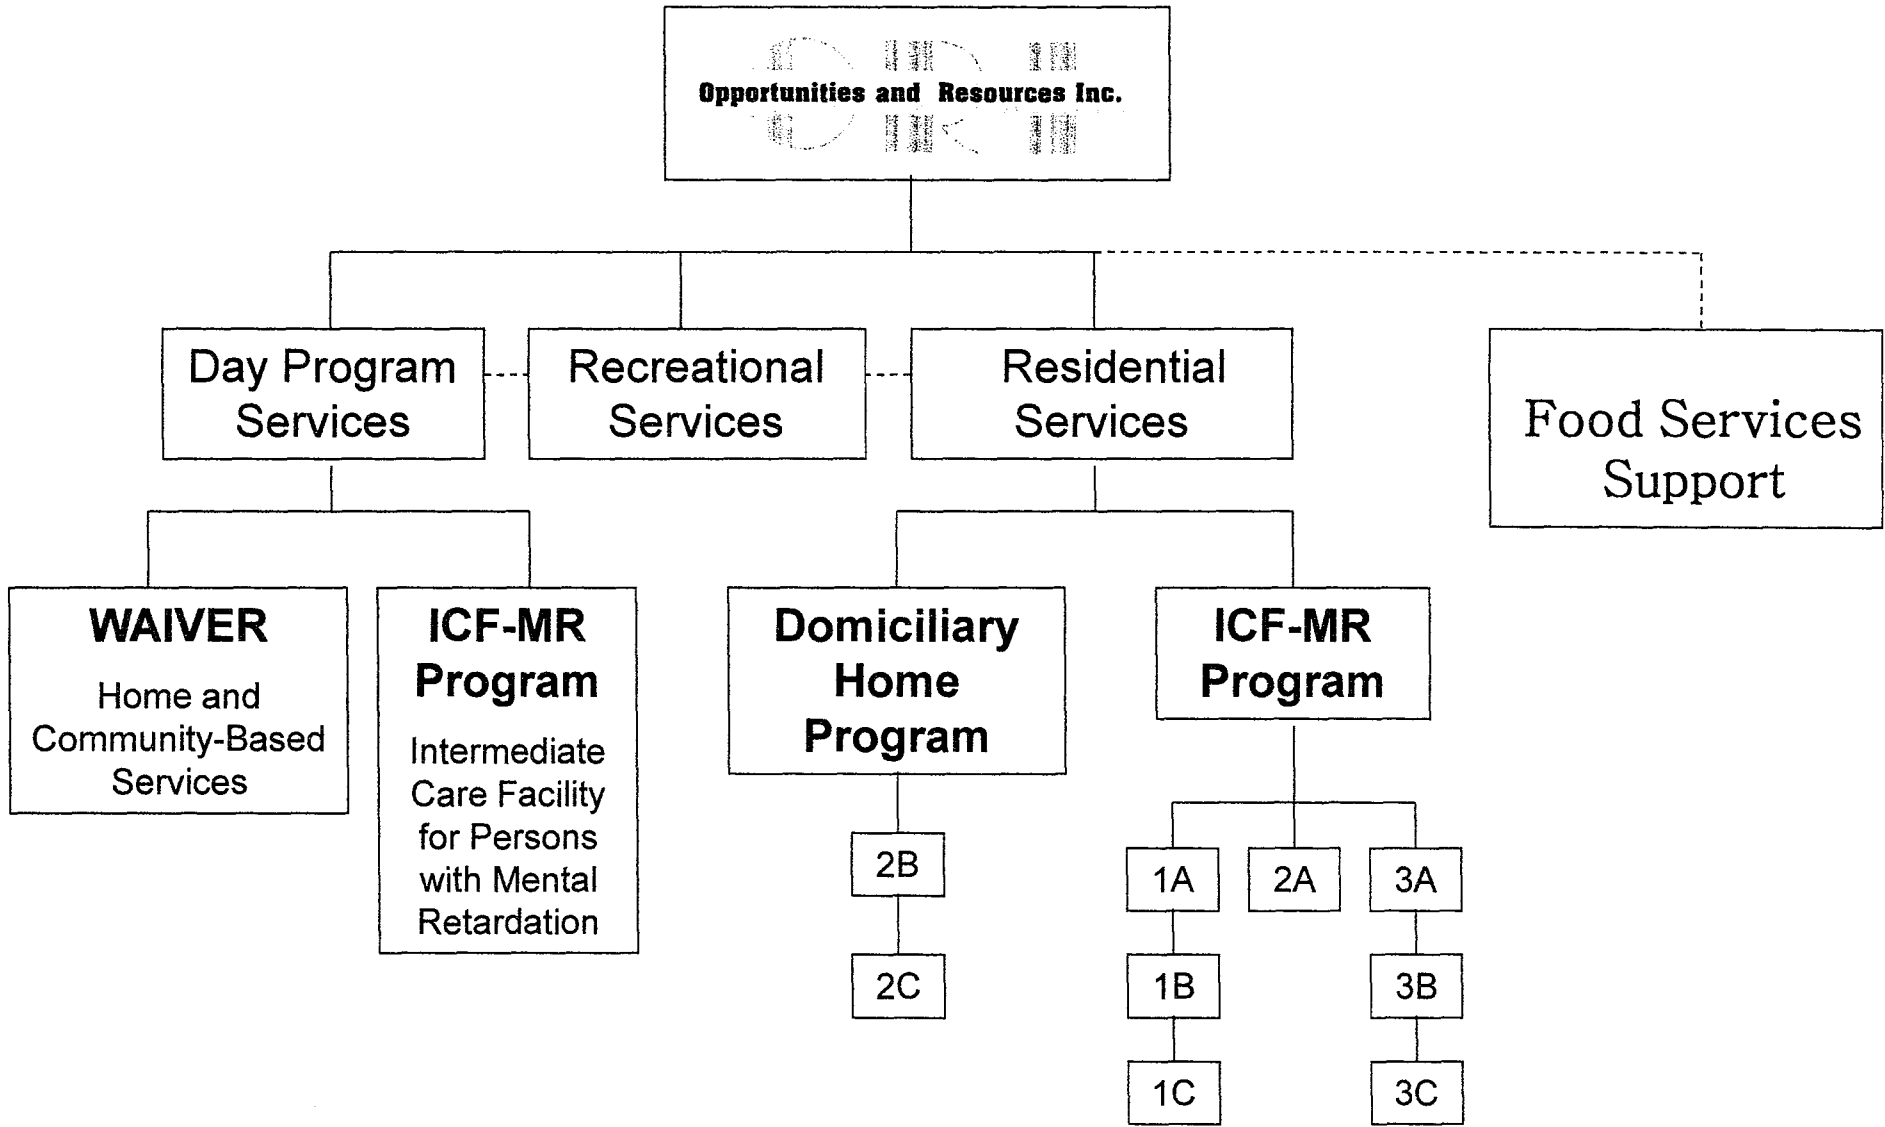 ORI
Opportunities and Resources Inc.
Day Program
Services
Recreational
Services
Residential
Services
Food Services
Support
WAIVER
Home and
Community-Based
Services
ICF-MR
Program
Intermediate
Care Facility
for Persons
with Mental
Retardation
Domiciliary
Home
Program
ICF-MR
Program
2B
2C
1A
2A
3A
1B
3B
1C
3C